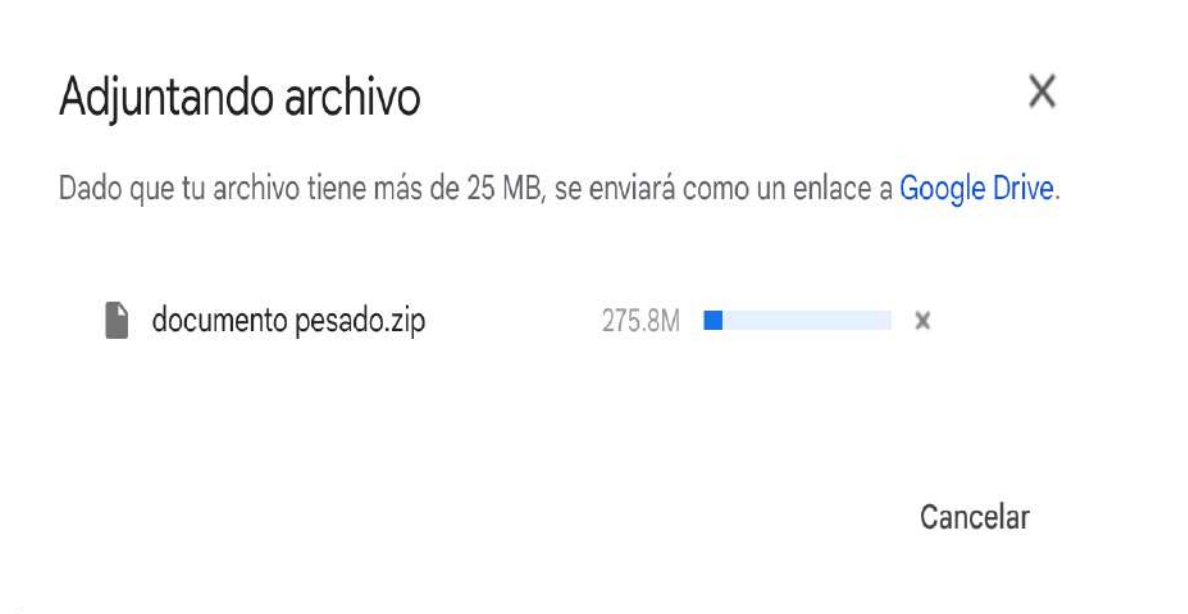 Adjuntando archivo
Dado que tu archivo tiene más de 25 MB, se enviará como un enlace a Google Drive.
documento pesado.zip 275.8M
Cancelar